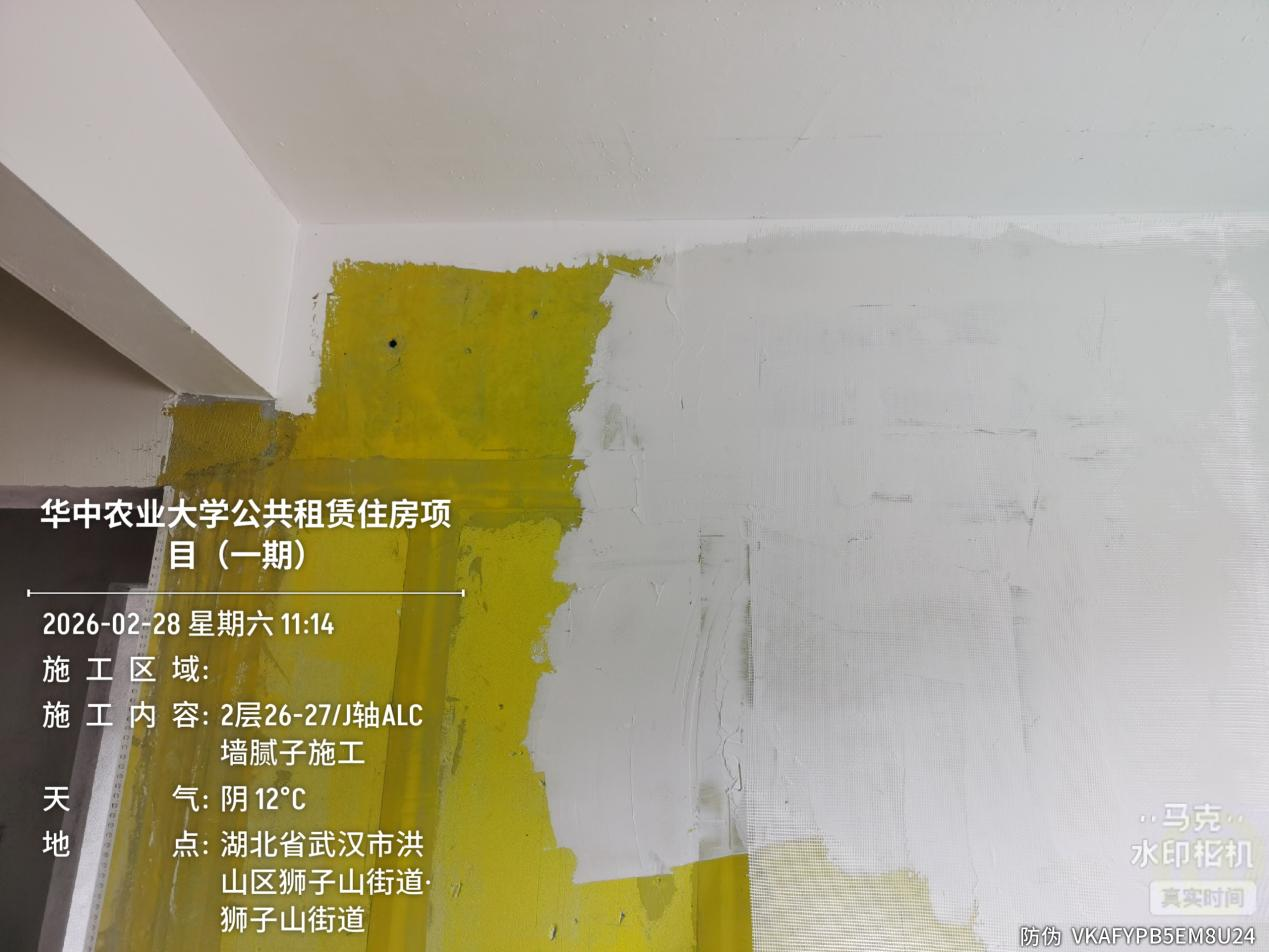 华中农业大学公共租赁住房项
目（一期）
2026-02-28 星期六 11:14
施工区域:
施工内容: 2层26-27/J轴ALC
墙腻子施工
天气: 阴 12°C
地点: 湖北省武汉市洪
山区狮子山街道·
狮子山街道
马克
水印相机
真实时间
防伪 VKAFYPB5EM8U24